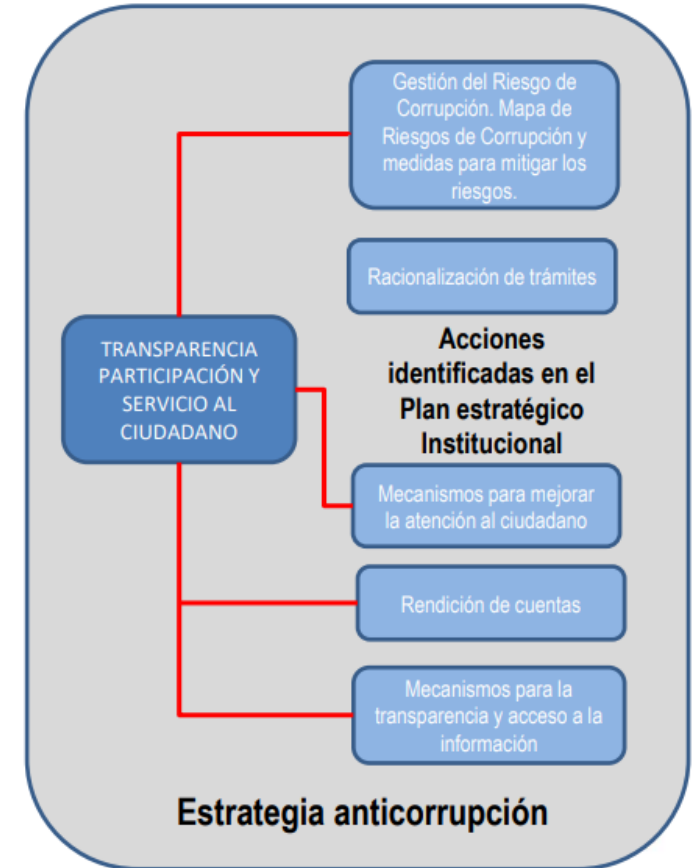 Gestión del Riesgo de
Corrupción. Mapa de
Riesgos de Corrupción y
medidas para mitigar los
riesgos.
Racionalización de trámites
TRANSPARENCIA
PARTICIPACIÓN Y
SERVICIO AL
CIUDADANO
Acciones
identificadas en el
Plan estratégico
Institucional
Mecanismos para mejorar
la atención al ciudadano
Rendición de cuentas
Mecanismos para la
transparencia y acceso a la
información
Estrategia anticorrupción